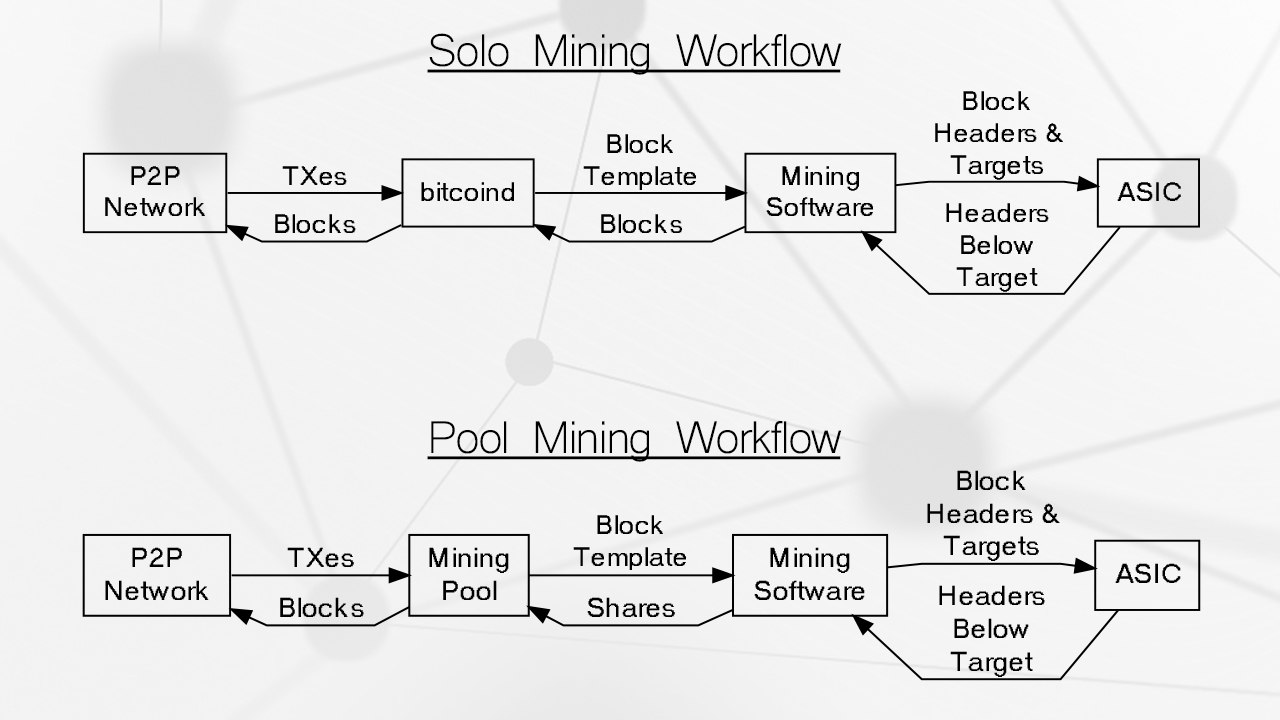 Solo Mining Workflow
P2P
Network
TXes
Blocks
bitcoind
Block
Template
Blocks
Mining
Software
Block
Headers &
Targets
Headers
Below
Target
ASIC
Pool Mining Workflow
P2P
Network
TXes
Blocks
Mining
Pool
Block
Template
Shares
Mining
Software
Block
Headers &
Targets
Headers
Below
Target
ASIC